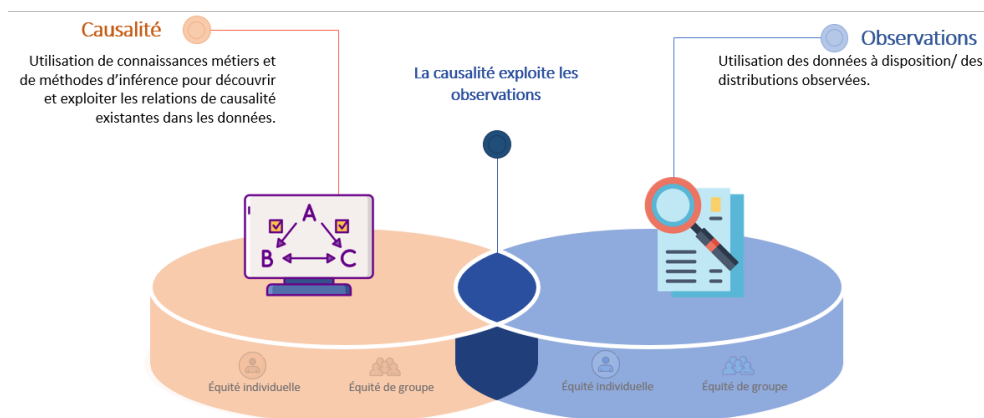 Causalité
Utilisation de connaissances métiers et
de méthodes d'inférence pour découvrir
et exploiter les relations de causalité
existantes dans les données.
La causalité exploite les
observations
Observations
Utilisation des données à disposition/ des
distributions observées.
A
B
C
Équité individuelle
Équité de groupe
Équité individuelle
Équité de groupe